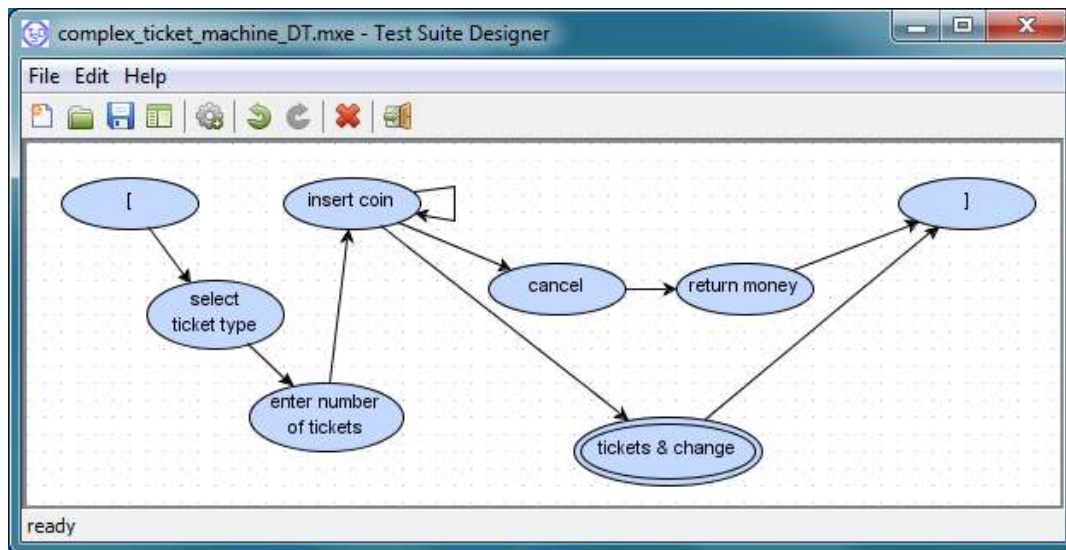 complex_ticket_machine_DT.mxe - Test Suite Designer
File Edit Help
[
insert coin
]
select
ticket type
cancel
return money
enter number
of tickets
tickets & change
ready